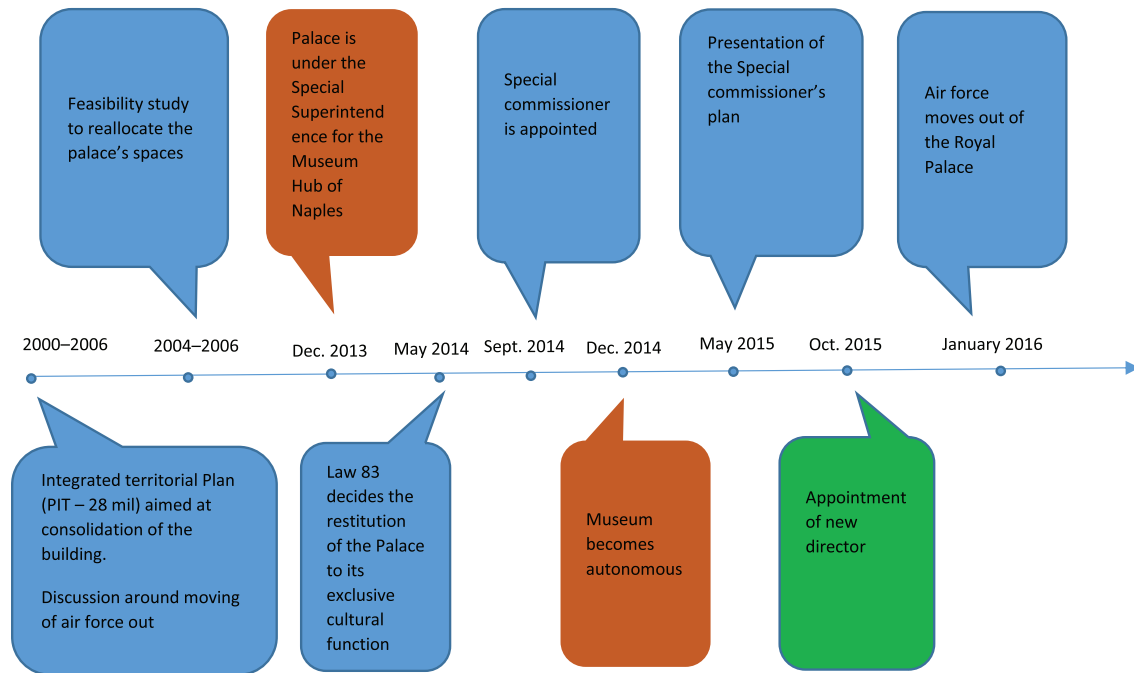 Feasibility study
to reallocate the
palace's spaces
Palace is
under the
Special
Superintend
ence for the
Museum
Hub of
Naples
Special
commissioner
is appointed
Presentation of
the Special
commissioner's
plan
Air force
moves out of
the Royal
Palace
2000–2006
2004–2006
Dec. 2013
May 2014
Sept. 2014
Dec. 2014
May 2015
Oct. 2015
January 2016
Integrated territorial Plan
(PIT – 28 mil) aimed at
consolidation of the
building.
Discussion around moving
of air force out
Law 83
decides the
restitution
of the Palace
to its
exclusive
cultural
function
Museum
becomes
autonomous
Appointment
of new
director